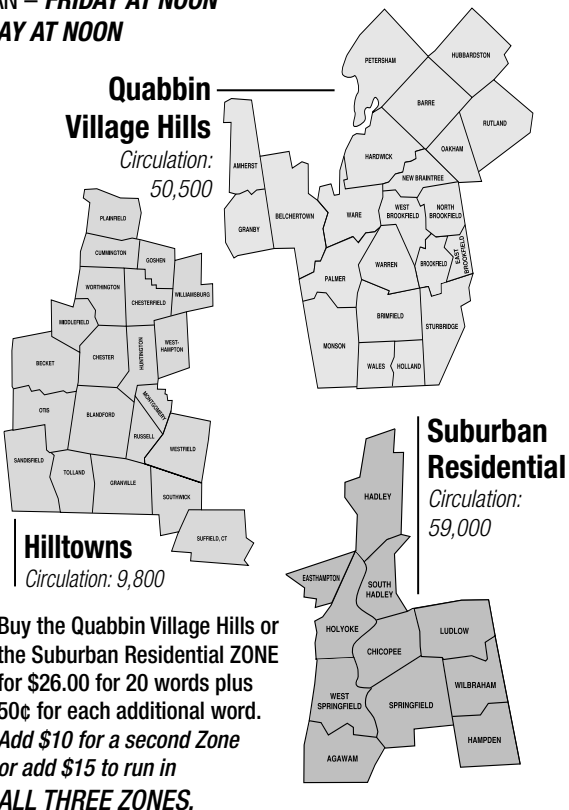 AN – FRIDAY AT NOON
AY AT NOON
Quabbin
Village Hills
Circulation:
50,500
PETERSHAM
HUBBARDSTON
BARRE
RUTLAND
OAKHAM
HARDWICK
NEW BRAINTREE
AMHERST
GRANBY
BELCHERTOWN
WARE
WEST
BROOKFIELD
NORTH
BROOKFIELD
EAST
BROOKFIELD
BROOKFIELD
WARREN
PALMER
BRIMFIELD
STURBRIDGE
MONSON
WALES
HOLLAND
PLAINFIELD
CUMMINGTON
GOSHEN
WORTHINGTON
CHESTERFIELD
WILLIAMSBURG
MIDDLEFIELD
BECKET
CHESTER
HUNTINGTON
WEST-
HAMPTON
OTIS
BLANDFORD
MONTGOMERY
RUSSELL
WESTFIELD
SANDISFIELD
TOLLAND
GRANVILLE
SOUTHWICK
SUFFIELD, CT
Hilltowns
Circulation: 9,800
Suburban
Residential
Circulation:
59,000
HADLEY
EASTHAMPTON
SOUTH
HADLEY
HOLYOKE
CHICOPEE
LUDLOW
WEST
SPRINGFIELD
SPRINGFIELD
WILBRAHAM
AGAWAM
HAMPDEN
Buy the Quabbin Village Hills or
the Suburban Residential ZONE
for $26.00 for 20 words plus
50¢ for each additional word.
Add $10 for a second Zone
or add $15 to run in
ALL THREE ZONES.